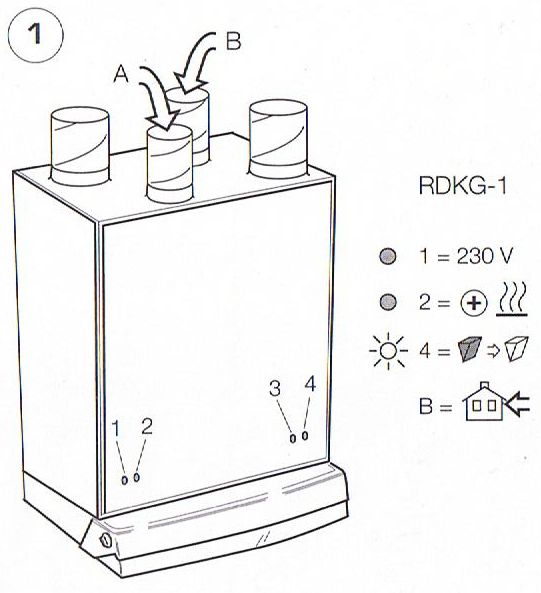 1
B
A
RDKG-1
1 = 230 V
2 =
4 =
B =
3 4
1 2